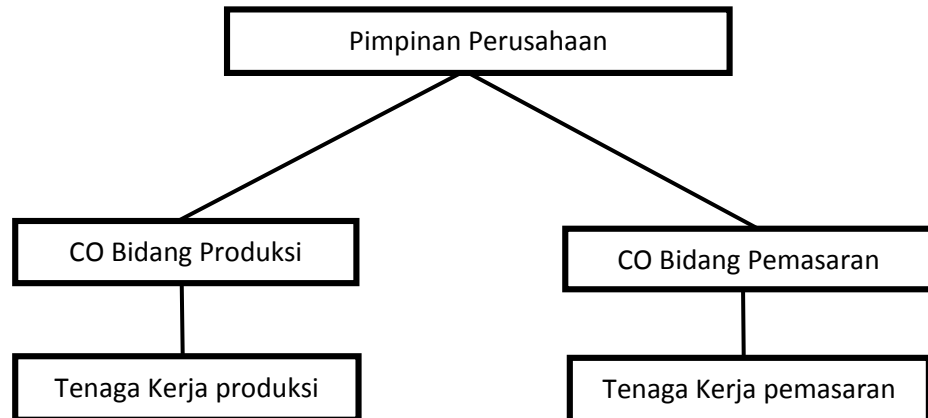 Pimpinan Perusahaan
CO Bidang Produksi
CO Bidang Pemasaran
Tenaga Kerja produksi
Tenaga Kerja pemasaran